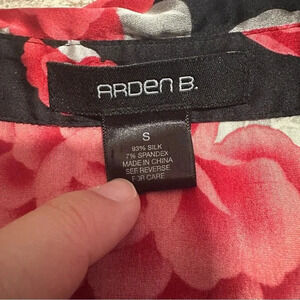 ARDEN B.
S
93% SILK
7% SPANDEX
MADE IN CHINA
SEE REVERSE
FOR CARE